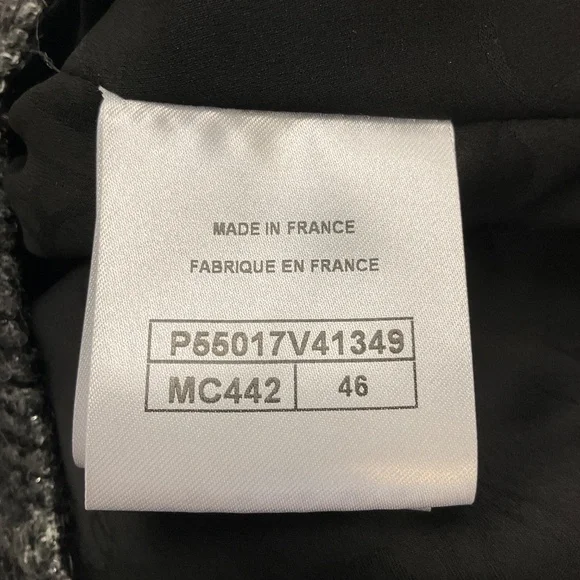 MADE IN FRANCE
FABRIQUE EN FRANCE
P55017V41349
MC442 46